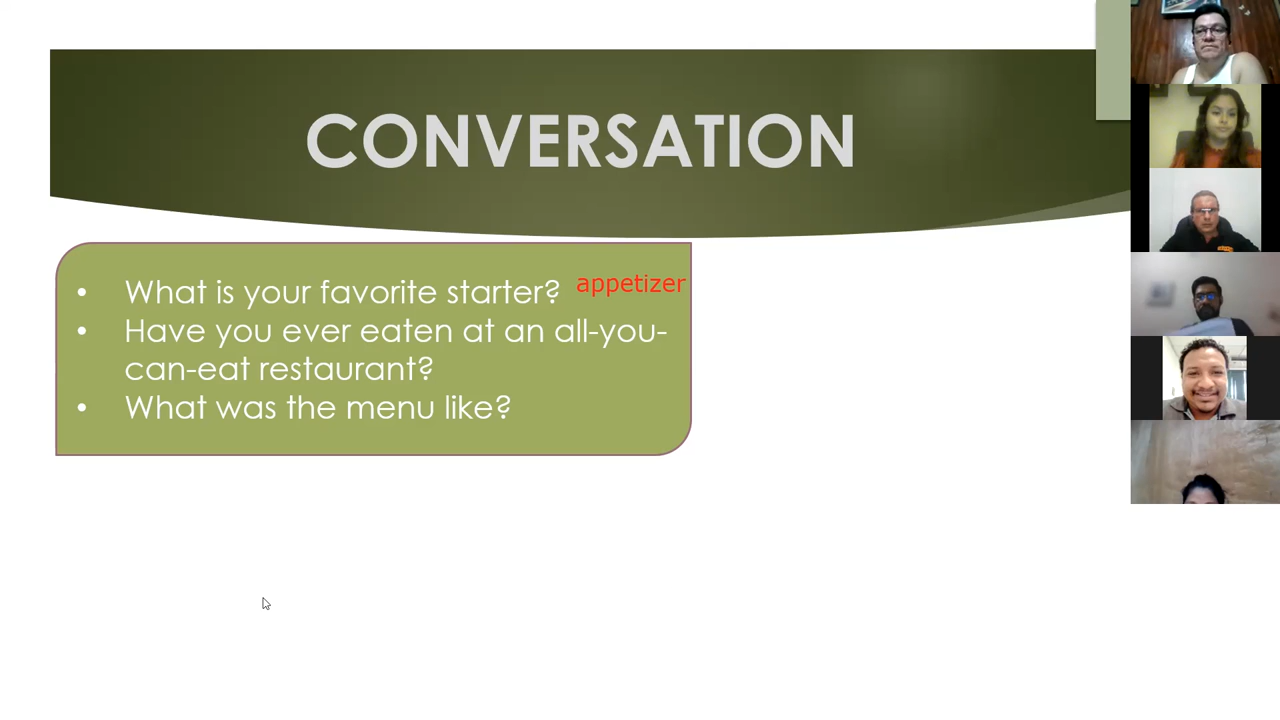 CONVERSATION
• What is your favorite starter? appetizer
• Have you ever eaten at an all-you-
can-eat restaurant?
• What was the menu like?